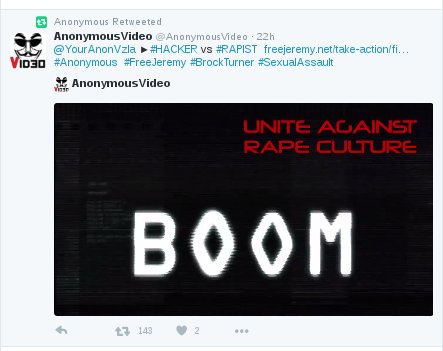 Anonymous Retweeted
AnonymousVideo @AnonymousVideo · 22h
@YourAnonVzla ►#HACKER vs #RAPIST freejeremy.net/take-action/fi…
#Anonymous #FreeJeremy #BrockTurner #SexualAssault
AnonymousVideo
UNITE AGAINST
RAPE CULTURE
BOOM
143 2